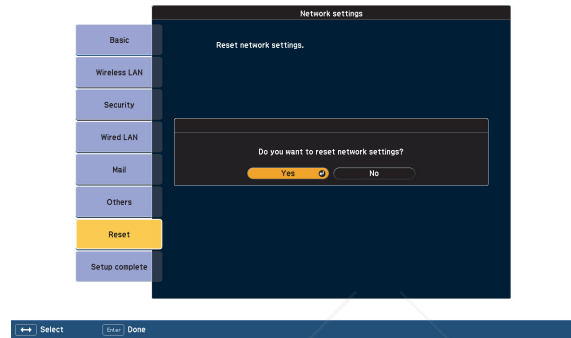 Network settings
Basic
Reset network settings.
Wireless LAN
Security
Wired LAN
Do you want to reset network settings?
Mail
Yes
No
Others
Reset
Setup complete
Select
Enter Done